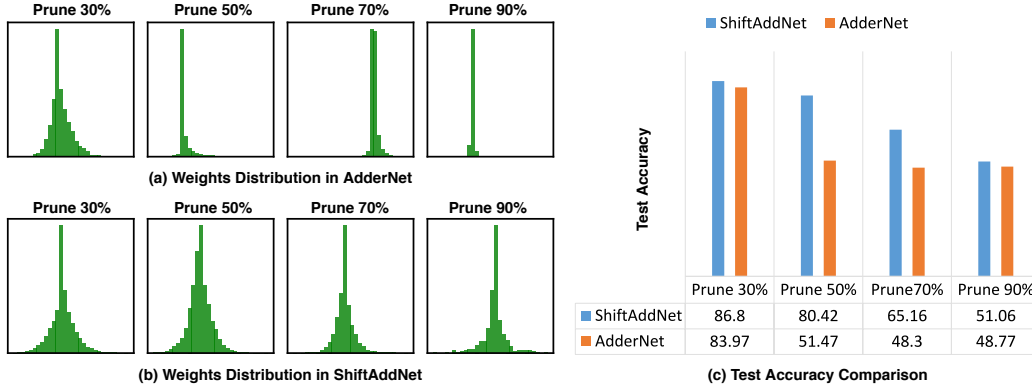 Prune 30% Prune 50% Prune 70% Prune 90%
(a) Weights Distribution in AdderNet
Prune 30% Prune 50% Prune 70% Prune 90%
(b) Weights Distribution in ShiftAddNet
ShiftAddNet AdderNet
Test Accuracy
Prune 30% Prune 50% Prune70% Prune 90%
ShiftAddNet 86.8 80.42 65.16 51.06
AdderNet 83.97 51.47 48.3 48.77
(c) Test Accuracy Comparison